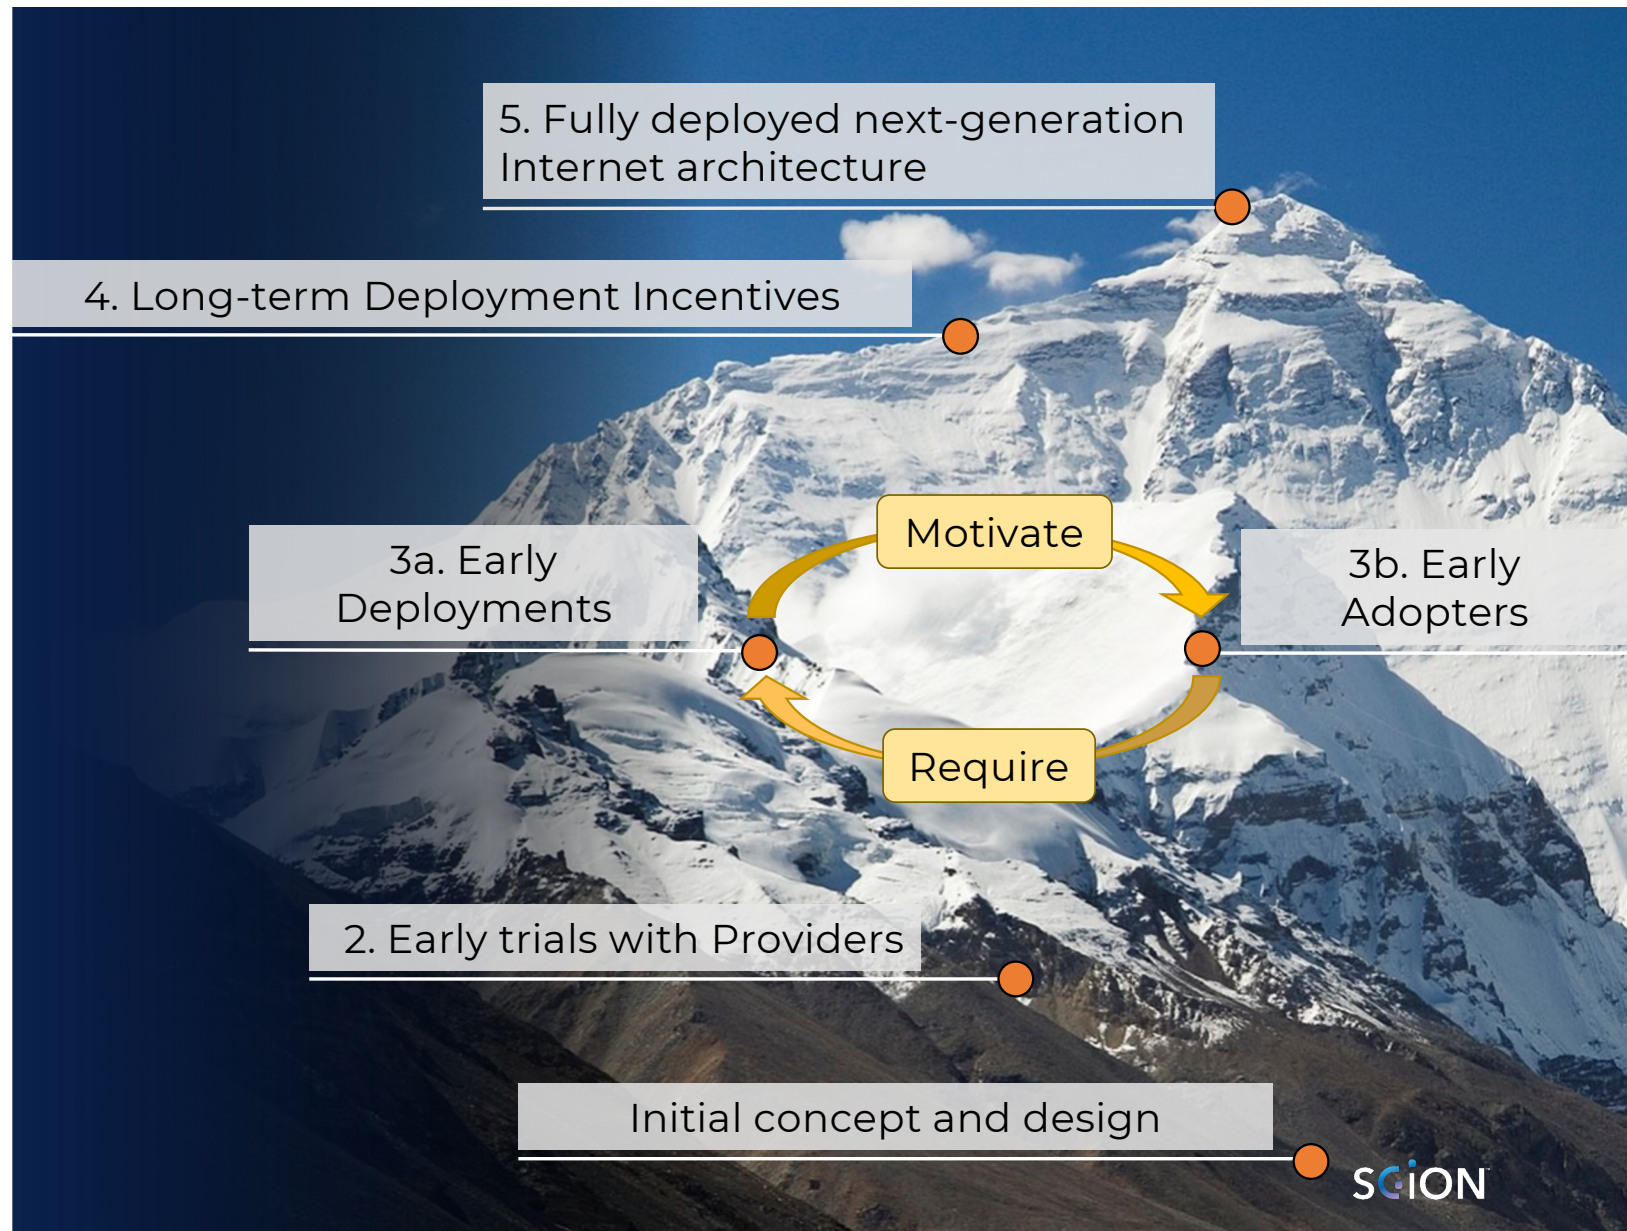 5. Fully deployed next-generation
Internet architecture
4. Long-term Deployment Incentives
Motivate
3a. Early
Deployments
3b. Early
Adopters
Require
2. Early trials with Providers
Initial concept and design
SCiON